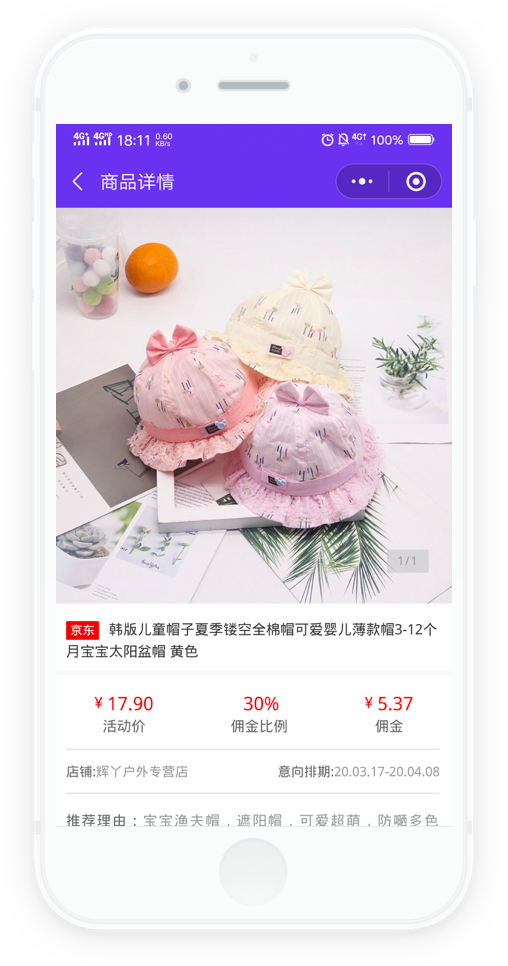 4G+ 4GHD 18:11 0.60 KB/s 4G↑ 100%
商品详情
1/1
京东 韩版儿童帽子夏季镂空全棉帽可爱婴儿薄款帽3-12个
月宝宝太阳盆帽 黄色
¥ 17.90 30% ¥ 5.37
活动价 佣金比例 佣金
店铺:辉丫户外专营店 意向排期:20.03.17-20.04.08
推荐理由：宝宝渔夫帽，遮阳帽，可爱超萌，防嗮多色